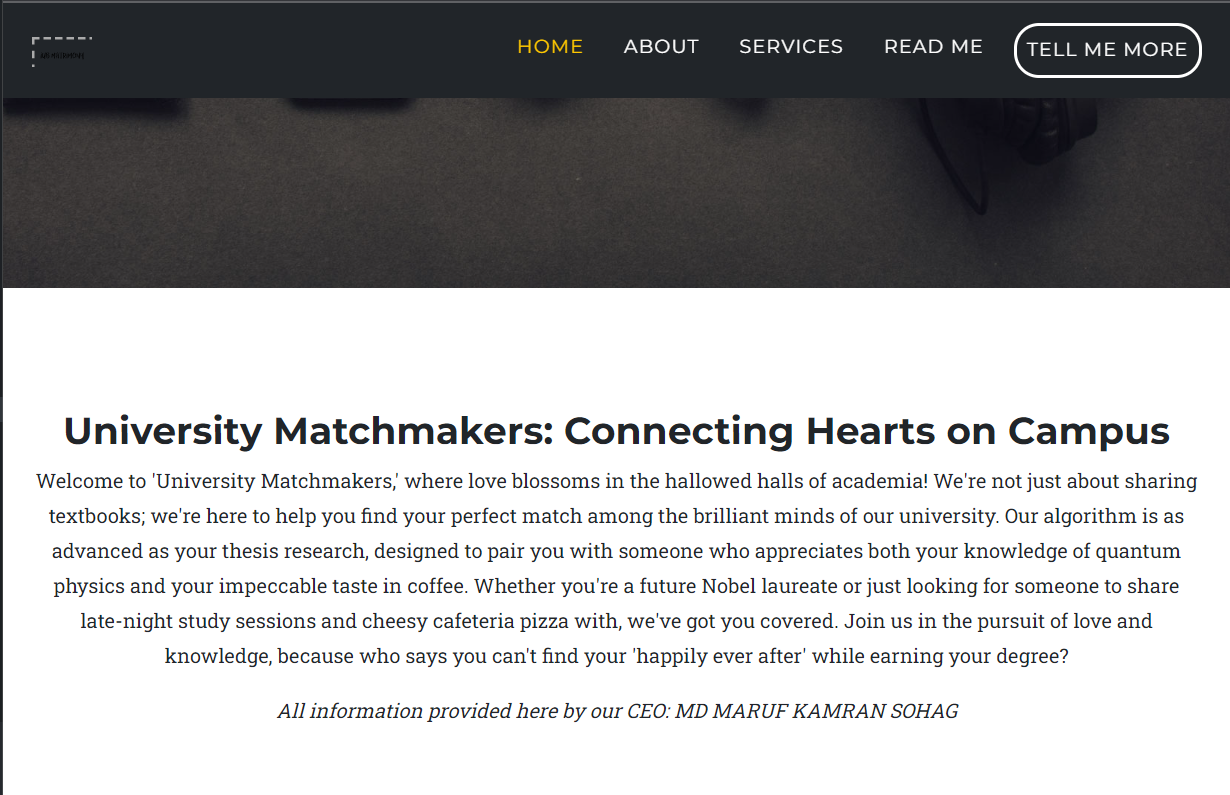 HOME
ABOUT
SERVICES
READ ME
TELL ME MORE
University Matchmakers: Connecting Hearts on Campus
Welcome to 'University Matchmakers,' where love blossoms in the hallowed halls of academia! We're not just about sharing
textbooks; we're here to help you find your perfect match among the brilliant minds of our university. Our algorithm is as
advanced as your thesis research, designed to pair you with someone who appreciates both your knowledge of quantum
physics and your impeccable taste in coffee. Whether you're a future Nobel laureate or just looking for someone to share
late-night study sessions and cheesy cafeteria pizza with, we've got you covered. Join us in the pursuit of love and
knowledge, because who says you can't find your 'happily ever after' while earning your degree?
All information provided here by our CEO: MD MARUF KAMRAN SOHAG